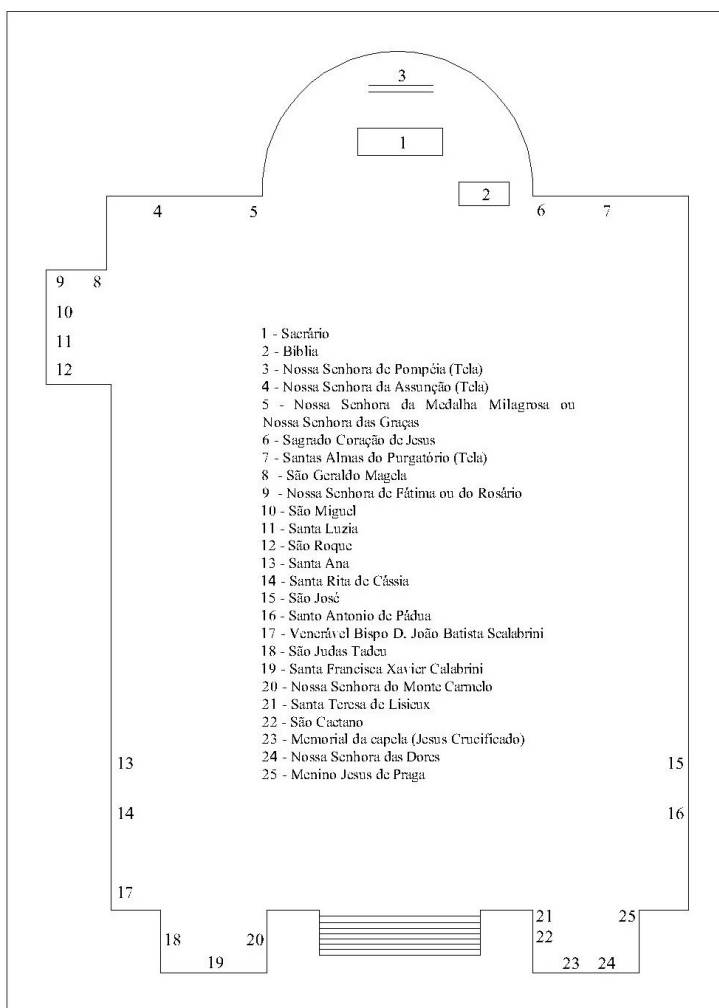 3
1
2
4 5 6 7
9 8
10
11
12
1 - Sacrário
2 - Bíblia
3 - Nossa Senhora de Pompéia (Tela)
4 - Nossa Senhora da Assunção (Tela)
5 - Nossa Senhora da Medalha Milagrosa ou
Nossa Senhora das Graças
6 - Sagrado Coração de Jesus
7 - Santas Almas do Purgatório (Tela)
8 - São Geraldo Magela
9 - Nossa Senhora de Fátima ou do Rosário
10 - São Miguel
11 - Santa Luzia
12 - São Roque
13 - Santa Ana
14 - Santa Rita de Cássia
15 - São José
16 - Santo Antonio de Pádua
17 - Venerável Bispo D. João Batista Scalabrini
18 - São Judas Tadeu
19 - Santa Francisca Xavier Calabrini
20 - Nossa Senhora do Monte Carmelo
21 - Santa Teresa de Lisieux
22 - São Caetano
23 - Memorial da capela (Jesus Crucificado)
24 - Nossa Senhora das Dores
25 - Menino Jesus de Praga
13 15
14 16
17
21 25
18 20 22
19 23 24